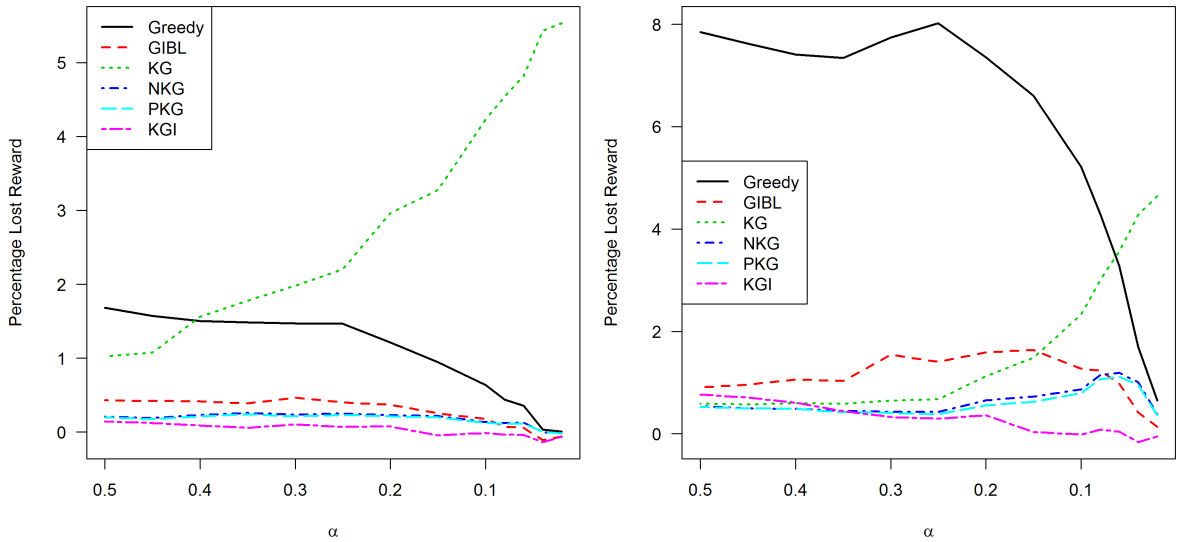 Greedy
GIBL
KG
NKG
PKG
KGI
Percentage Lost Reward
5
4
3
2
1
0
0.5 0.4 0.3 0.2 0.1
α
Greedy
GIBL
KG
NKG
PKG
KGI
Percentage Lost Reward
8
6
4
2
0
0.5 0.4 0.3 0.2 0.1
α